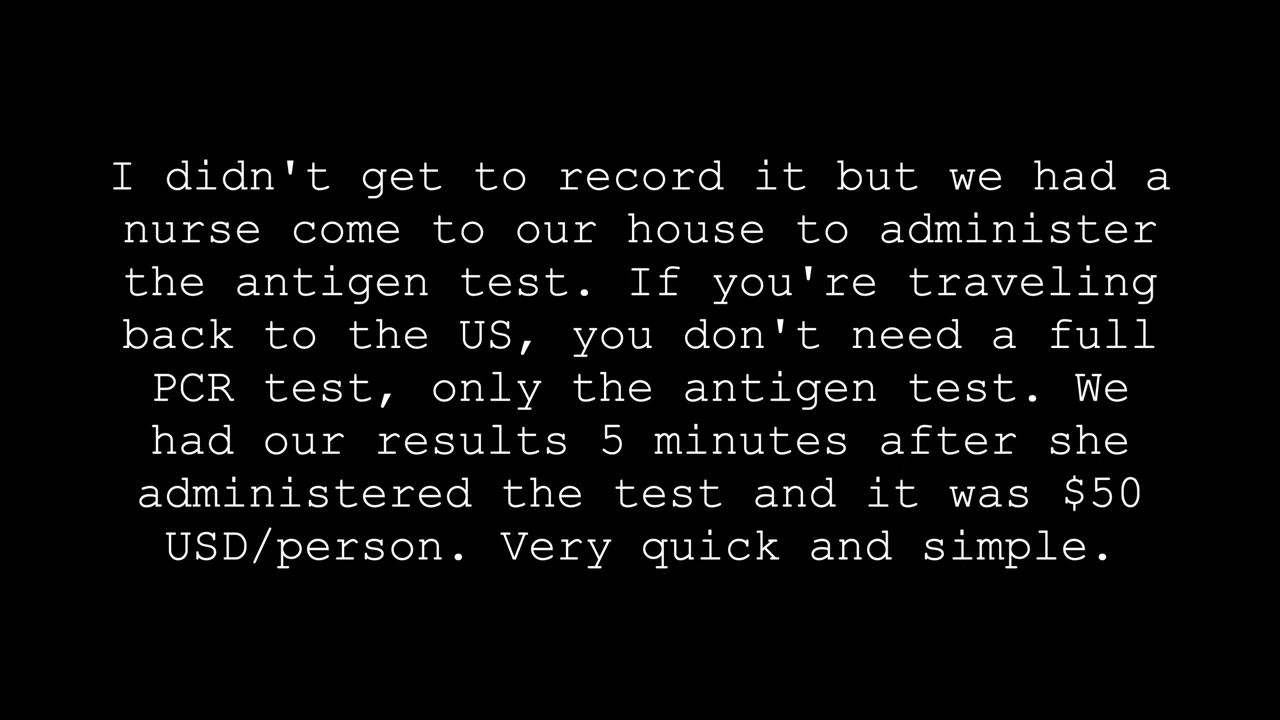 I didn't get to record it but we had a
nurse come to our house to administer
the antigen test. If you're traveling
back to the US, you don't need a full
PCR test, only the antigen test. We
had our results 5 minutes after she
administered the test and it was $50
USD/person. Very quick and simple.